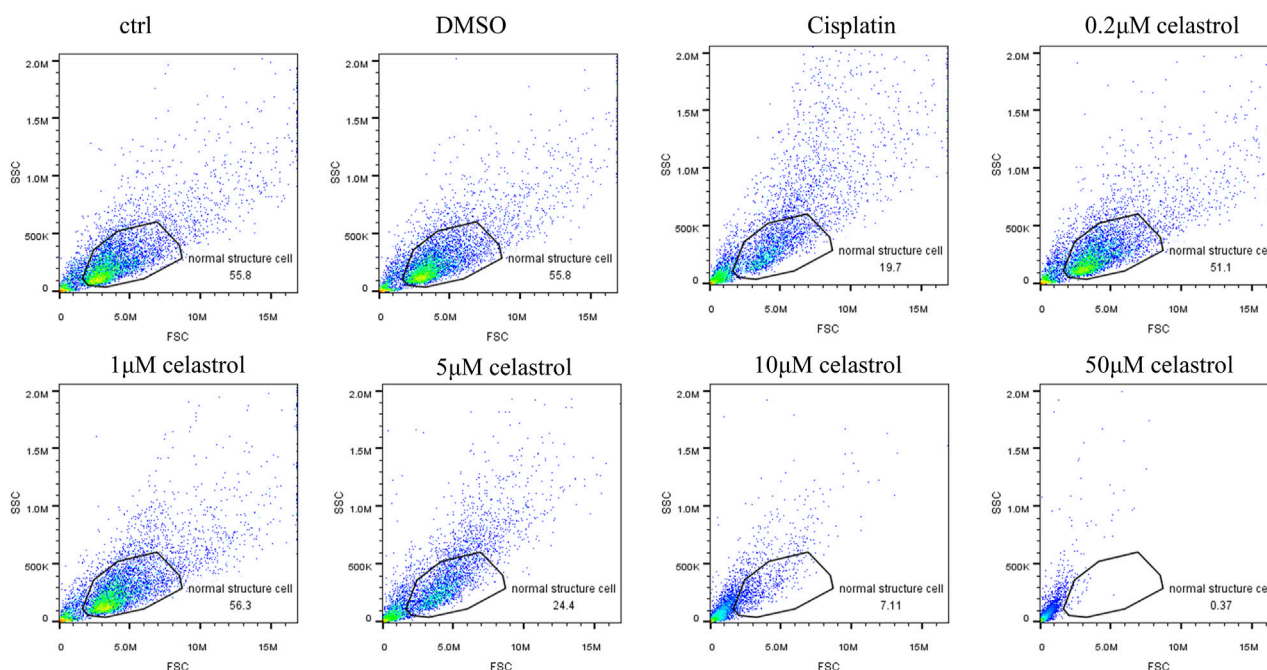 ctrl
DMSO
Cisplatin
0.2μM celastrol
2.0M
1.5M
1.0M
500K
0
SSC
0
5.0M
10M
15M
FSC
normal structure cell
55.8
2.0M
1.5M
1.0M
500K
0
SSC
0
5.0M
10M
15M
FSC
normal structure cell
55.8
2.0M
1.5M
1.0M
500K
0
SSC
0
5.0M
10M
15M
FSC
normal structure cell
19.7
2.0M
1.5M
1.0M
500K
0
SSC
0
5.0M
10M
15M
FSC
normal structure cell
51.1
1μM celastrol
5μM celastrol
10μM celastrol
50μM celastrol
2.0M
1.5M
1.0M
500K
0
SSC
0
5.0M
10M
15M
FSC
normal structure cell
56.3
2.0M
1.5M
1.0M
500K
0
SSC
0
5.0M
10M
15M
FSC
normal structure cell
24.4
2.0M
1.5M
1.0M
500K
0
SSC
0
5.0M
10M
15M
FSC
normal structure cell
7.11
2.0M
1.5M
1.0M
500K
0
SSC
0
5.0M
10M
15M
FSC
normal structure cell
0.37